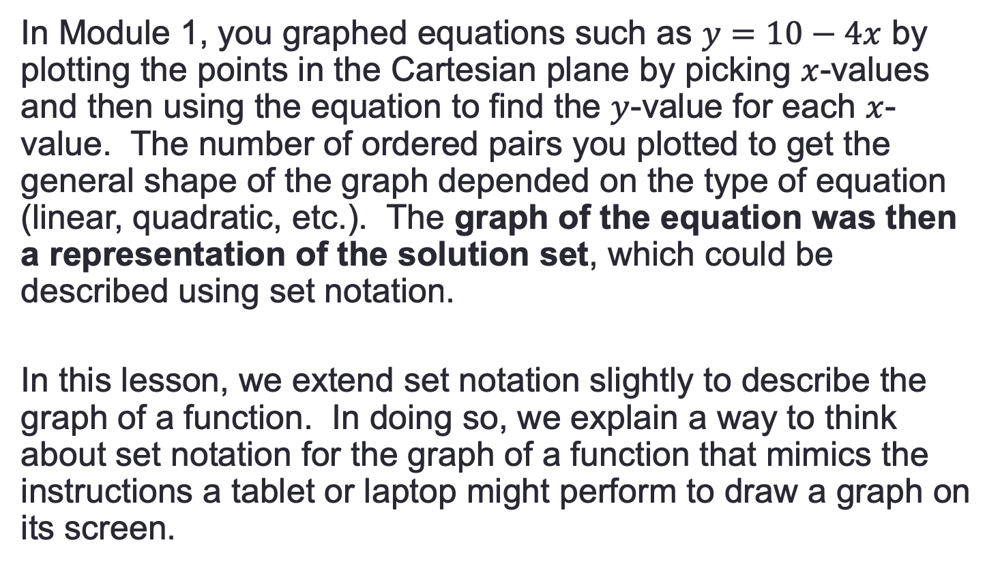 In Module 1, you graphed equations such as y = 10 – 4x by
plotting the points in the Cartesian plane by picking x-values
and then using the equation to find the y-value for each x-
value.  The number of ordered pairs you plotted to get the
general shape of the graph depended on the type of equation
(linear, quadratic, etc.).  The graph of the equation was then
a representation of the solution set, which could be
described using set notation.
In this lesson, we extend set notation slightly to describe the
graph of a function.  In doing so, we explain a way to think
about set notation for the graph of a function that mimics the
instructions a tablet or laptop might perform to draw a graph on
its screen.